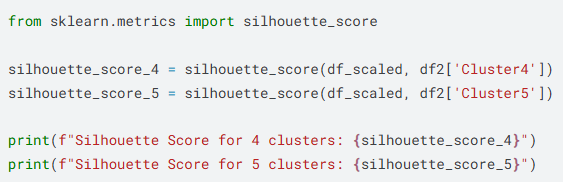 from sklearn.metrics import silhouette_score
silhouette_score_4 = silhouette_score(df_scaled, df2['Cluster4'])
silhouette_score_5 = silhouette_score(df_scaled, df2['Cluster5'])
print(f"Silhouette Score for 4 clusters: {silhouette_score_4}")
print(f"Silhouette Score for 5 clusters: {silhouette_score_5}")